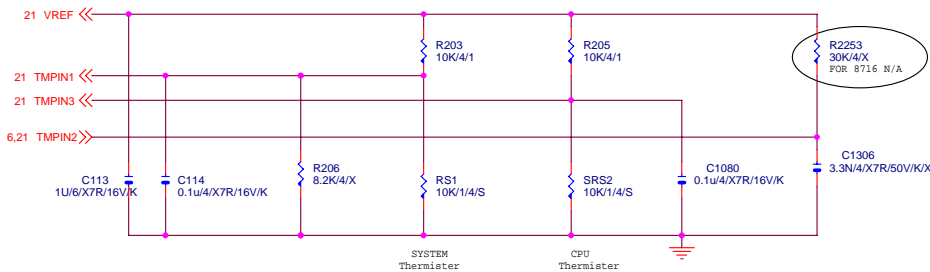 21 VREF
R203
10K/4/1
R205
10K/4/1
R2253
30K/4/X
FOR 8716 N/A
21 TMPIN1
21 TMPIN3
6,21 TMPIN2
C113
1U/6/X7R/16V/K
C114
0.1u/4/X7R/16V/K
R206
8.2K/4/X
RS1
10K/1/4/S
SRS2
10K/1/4/S
C1080
0.1u/4/X7R/16V/K
C1306
3.3N/4/X7R/50V/K/X
SYSTEM
Thermister
CPU
Thermister